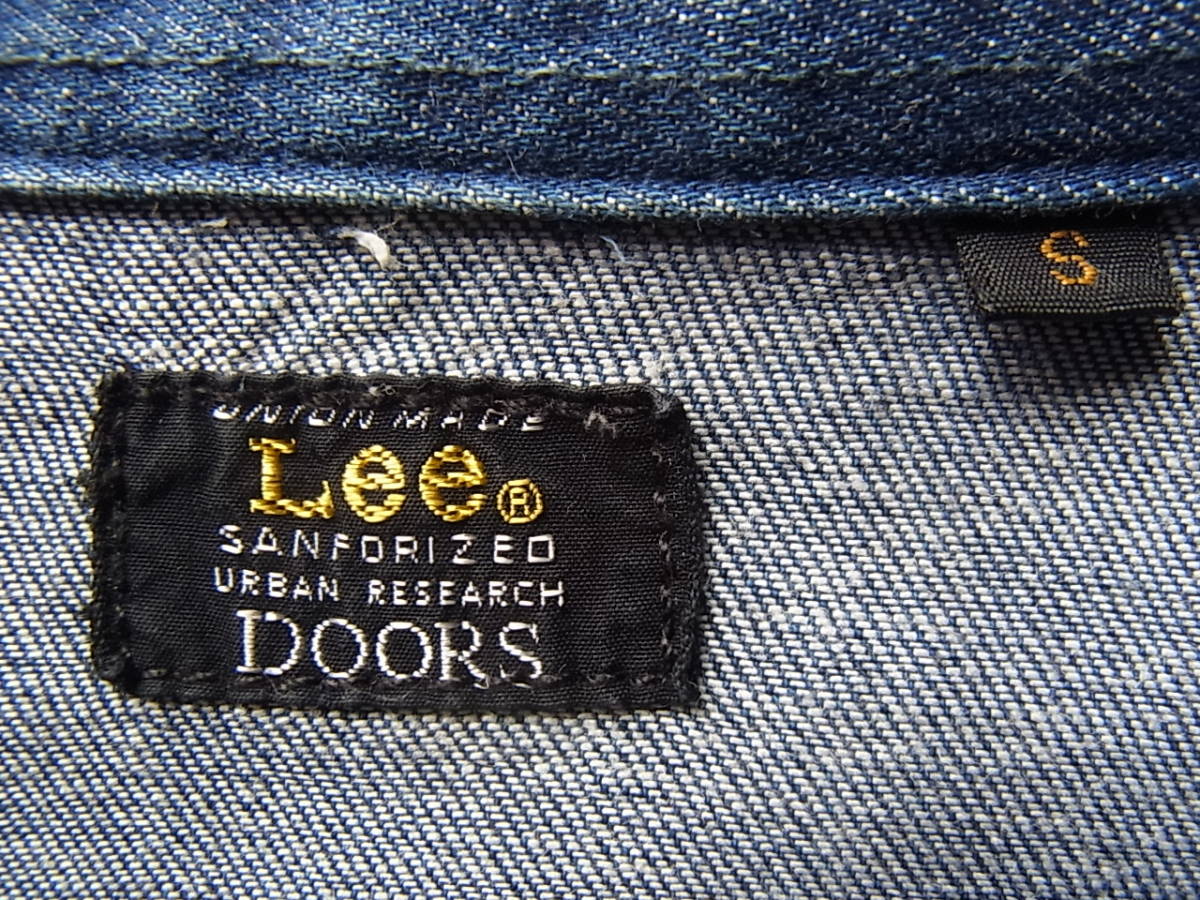 S
UNION MADE
Lee®
SANFORIZED
URBAN RESEARCH
DOORS